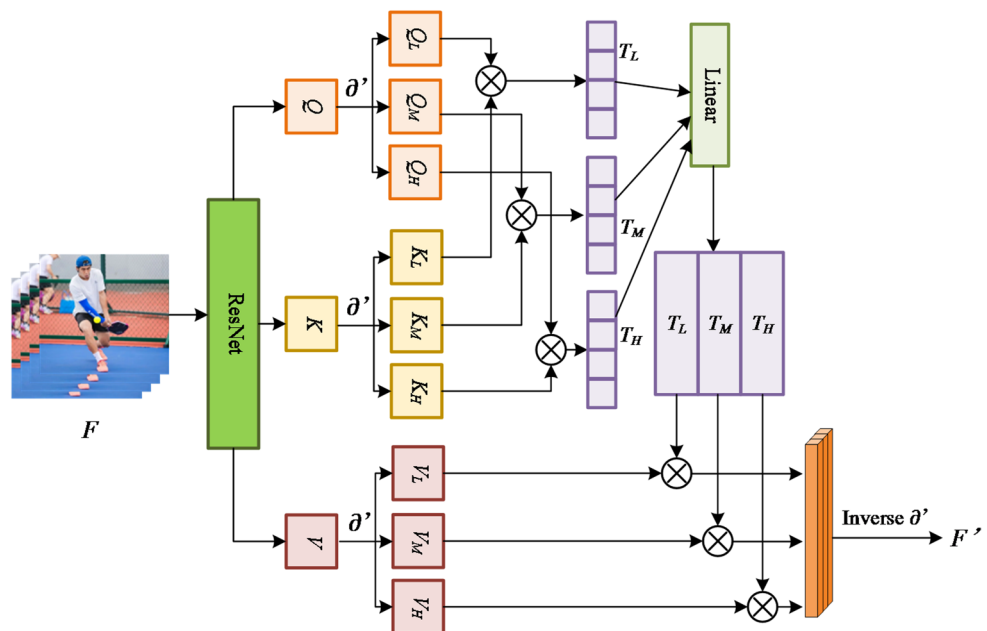 F
ResNet
Q
∂’
Q_L
Q_M
Q_H
K
∂’
K_L
K_M
K_H
V
∂’
V_L
V_M
V_H
T_L
T_M
T_H
Linear
T_L T_M T_H
Inverse ∂’
F’